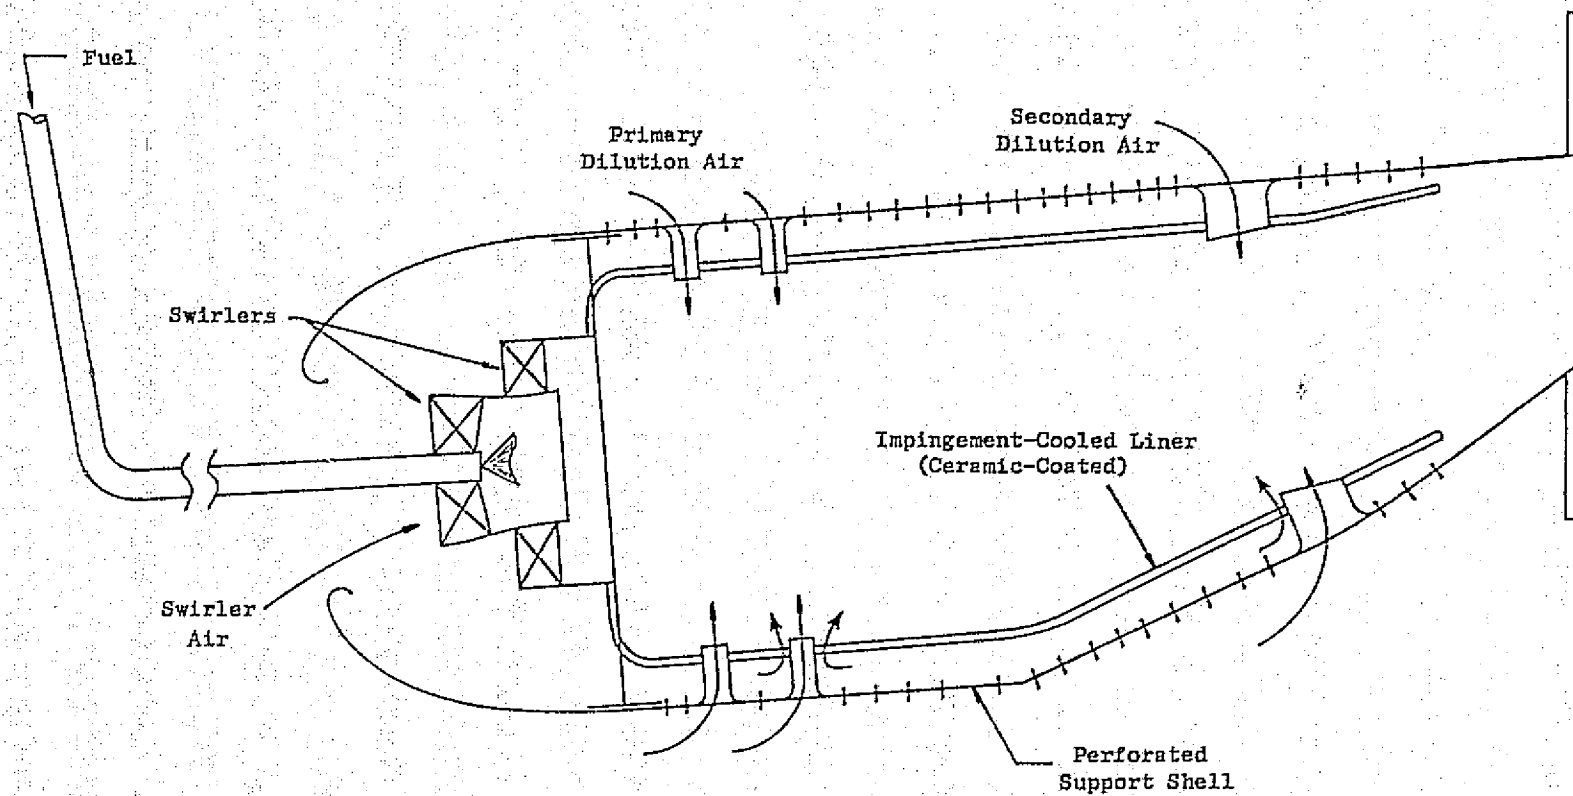 Fuel
Primary
Dilution Air
Secondary
Dilution Air
Swirlers
Impingement-Cooled Liner
(Ceramic-Coated)
Swirler
Air
Perforated
Support Shell